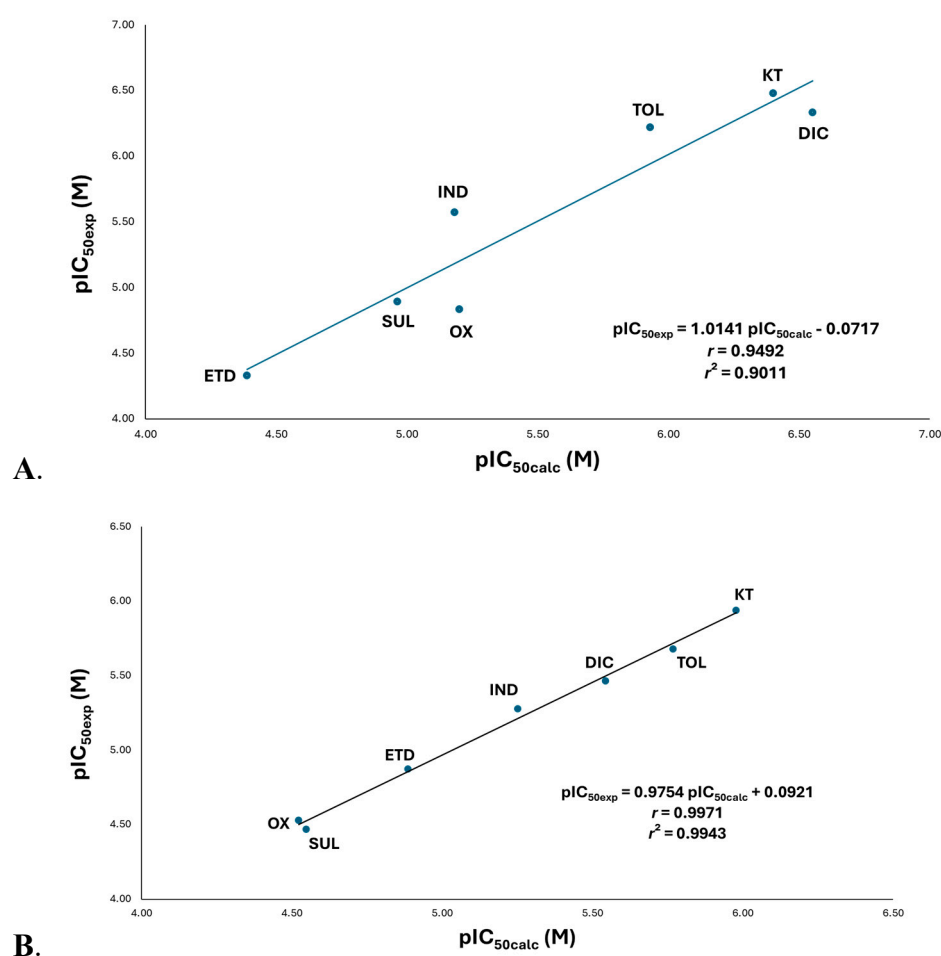 7.00
6.50
6.00
5.50
5.00
4.50
4.00
pIC50exp (M)
KT
TOL
DIC
IND
SUL
OX
ETD
pIC50exp = 1.0141 pIC50calc - 0.0717
r = 0.9492
r² = 0.9011
4.00 4.50 5.00 5.50 6.00 6.50 7.00
pIC50calc (M)
A.
6.50
6.00
5.50
5.00
4.50
4.00
pIC50exp (M)
KT
DIC
TOL
IND
ETD
OX
SUL
pIC50exp = 0.9754 pIC50calc + 0.0921
r = 0.9971
r² = 0.9943
4.00 4.50 5.00 5.50 6.00 6.50
pIC50calc (M)
B.